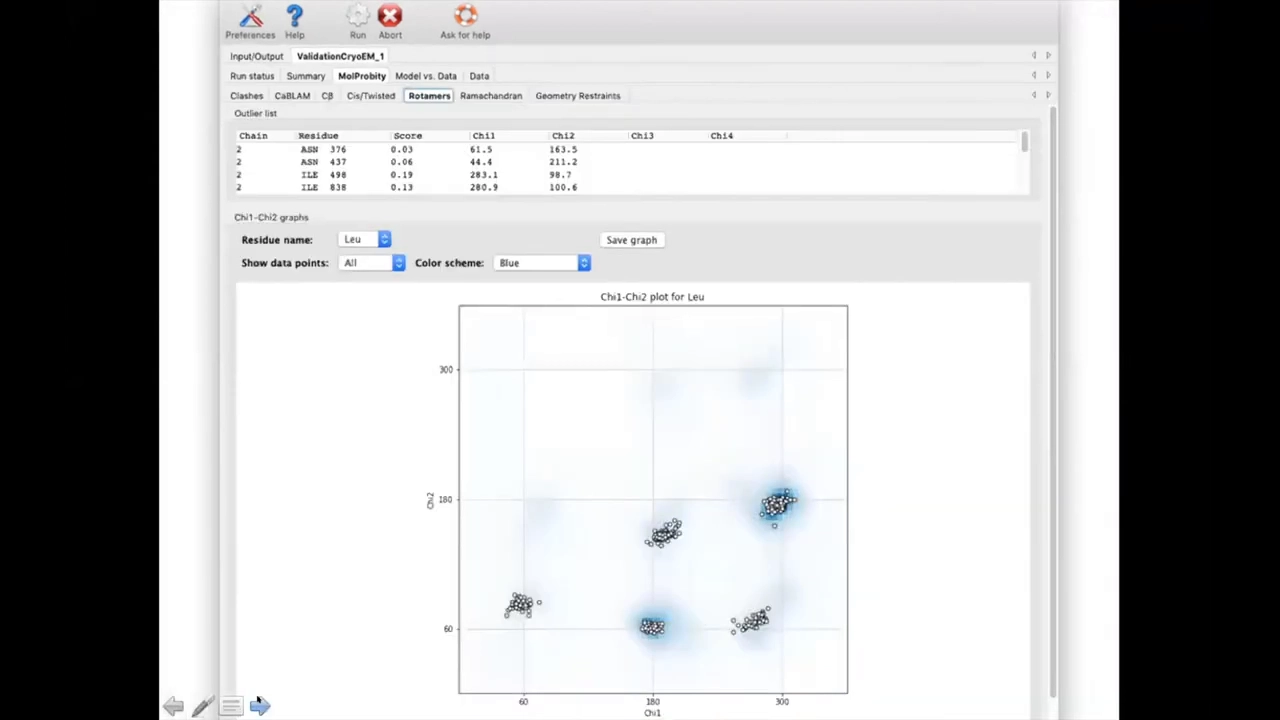 Preferences Help Run Abort Ask for help
Input/Output ValidationCryoEM_1
Run status Summary MolProbity Model vs. Data Data
Clashes CaBLAM Cβ Cis/Twisted Rotamers Ramachandran Geometry Restraints
Outlier list
Chain Residue Score Chi1 Chi2 Chi3 Chi4
2 ASN 376 0.03 61.5 163.5
2 ASN 437 0.06 44.4 211.2
2 ILE 498 0.19 283.1 98.7
2 ILE 838 0.13 280.9 100.6
Chi1-Chi2 graphs
Residue name: Leu Save graph
Show data points: All Color scheme: Blue
Chi1-Chi2 plot for Leu
300
Chi2
180
60
60 180 300
Chi1